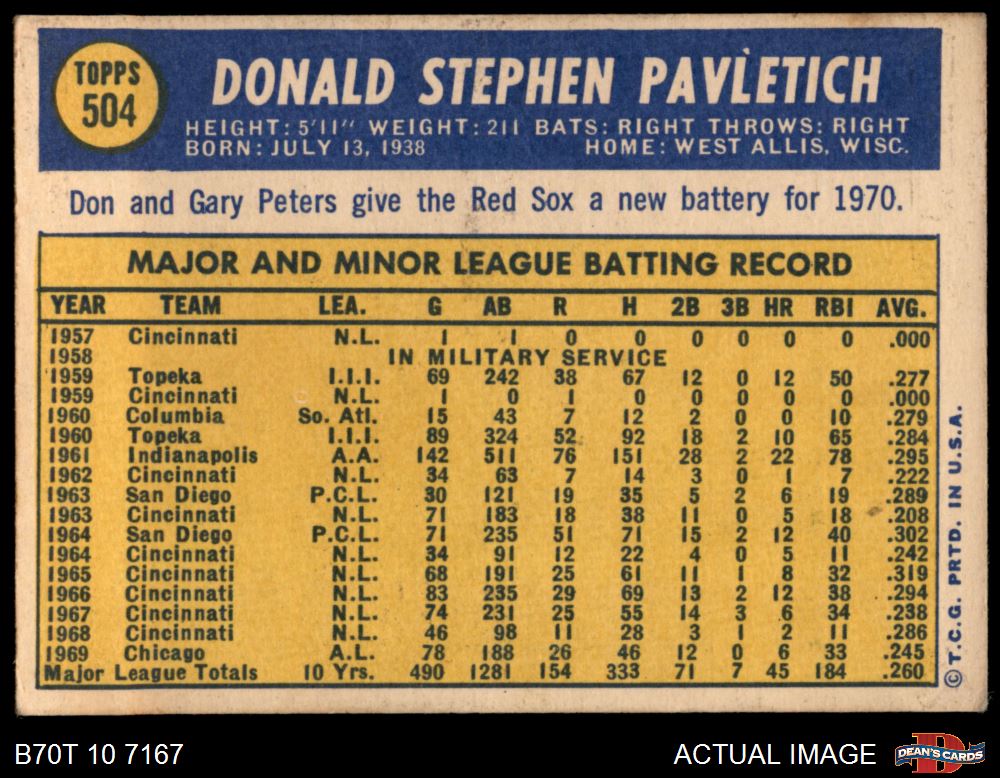 TOPPS
504
DONALD STEPHEN PAVLETICH
HEIGHT: 5'11" WEIGHT: 211 BATS: RIGHT THROWS: RIGHT
BORN: JULY 13, 1938 HOME: WEST ALLIS, WISC.
Don and Gary Peters give the Red Sox a new battery for 1970.
MAJOR AND MINOR LEAGUE BATTING RECORD
YEAR TEAM LEA. G AB R H 2B 3B HR RBI AVG.
1957 Cincinnati N.L. 1 1 0 0 0 0 0 0 .000
1958 IN MILITARY SERVICE
1959 Topeka I.I.I. 69 242 38 67 12 0 12 50 .277
1959 Cincinnati N.L. 1 0 1 0 0 0 0 0 .000
1960 Columbia So. Atl. 15 43 7 12 2 0 0 10 .279
1960 Topeka I.I.I. 89 324 52 92 18 2 10 65 .284
1961 Indianapolis A.A. 142 511 76 151 28 2 22 78 .295
1962 Cincinnati N.L. 34 63 7 14 3 0 1 7 .222
1963 San Diego P.C.L. 30 121 19 35 5 2 6 19 .289
1963 Cincinnati N.L. 71 183 18 38 11 0 5 18 .208
1964 San Diego P.C.L. 71 235 51 71 15 2 12 40 .302
1964 Cincinnati N.L. 34 91 12 22 4 0 5 11 .242
1965 Cincinnati N.L. 68 191 25 61 11 1 8 32 .319
1966 Cincinnati N.L. 83 235 29 69 13 2 12 38 .294
1967 Cincinnati N.L. 74 231 25 55 14 3 6 34 .238
1968 Cincinnati N.L. 46 98 11 28 3 1 2 11 .286
1969 Chicago A.L. 78 188 26 46 12 0 6 33 .245
Major League Totals 10 Yrs. 490 1281 154 333 71 7 45 184 .260
© T.C.G. PRTD. IN U.S.A.
B70T 10 7167
ACTUAL IMAGE
DEAN'S CARDS